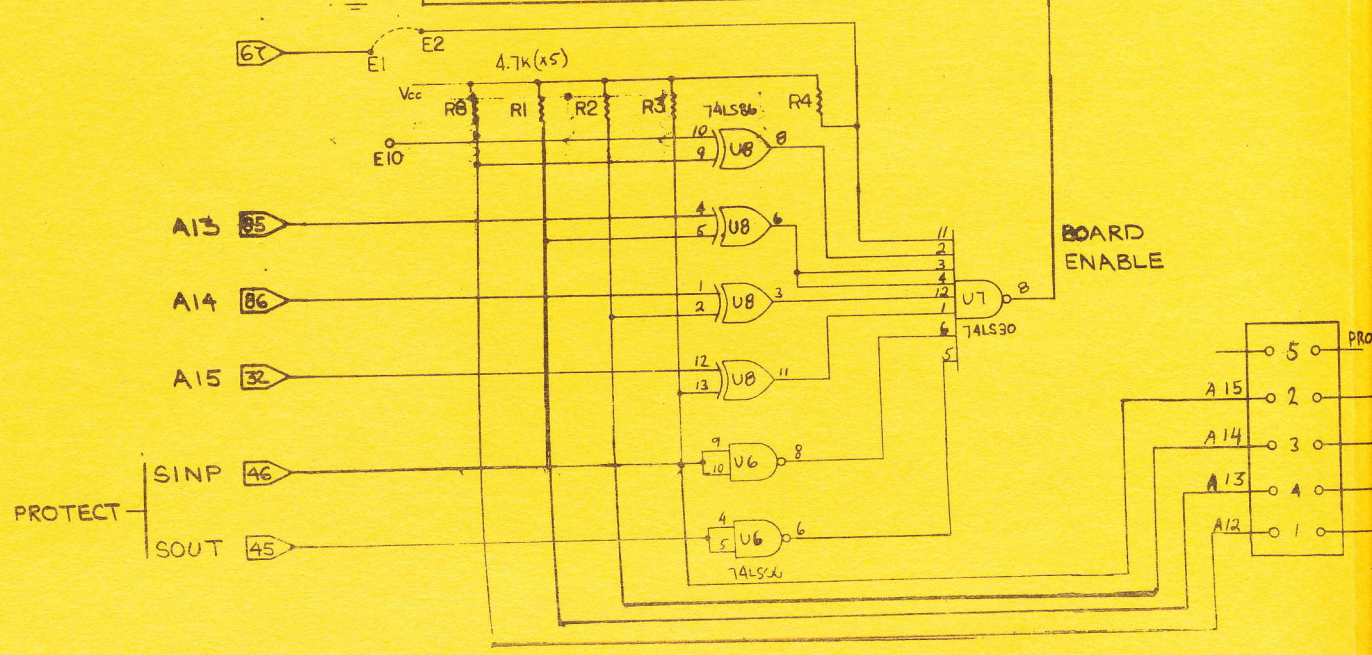 67
E1
E2
4.7K(x5)
Vcc
R8
R1
R2
R3
R4
74LS86
E10
10
9
U8
8
A13
85
4
5
U8
6
A14
86
1
2
U8
3
A15
32
12
13
U8
11
11
2
3
4
12
1
6
5
U7
8
74LS30
BOARD
ENABLE
PROTECT
SINP
46
9
10
U6
8
SOUT
45
4
5
U6
6
5
PRO
A15
2
A14
3
A13
4
A12
1